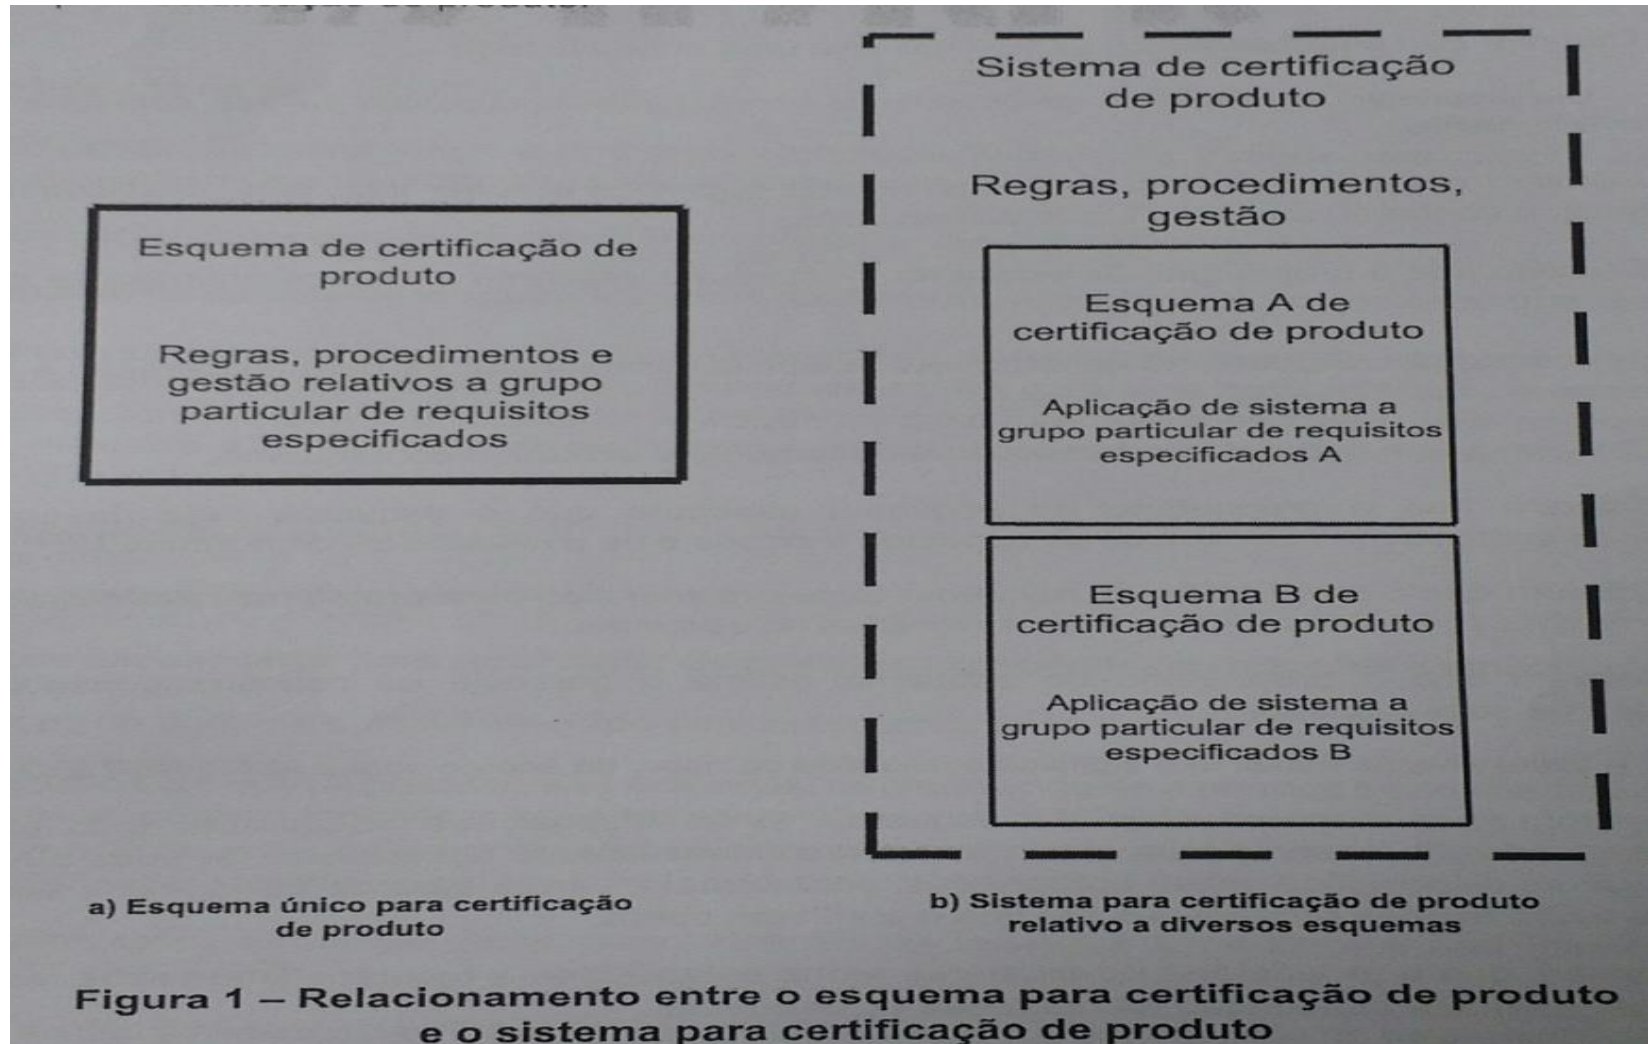 Esquema de certificação de
produto
Regras, procedimentos e
gestão relativos a grupo
particular de requisitos
especificados
a) Esquema único para certificação
de produto
Sistema de certificação
de produto
Regras, procedimentos,
gestão
Esquema A de
certificação de produto
Aplicação de sistema a
grupo particular de requisitos
especificados A
Esquema B de
certificação de produto
Aplicação de sistema a
grupo particular de requisitos
especificados B
b) Sistema para certificação de produto
relativo a diversos esquemas
Figura 1 – Relacionamento entre o esquema para certificação de produto
e o sistema para certificação de produto